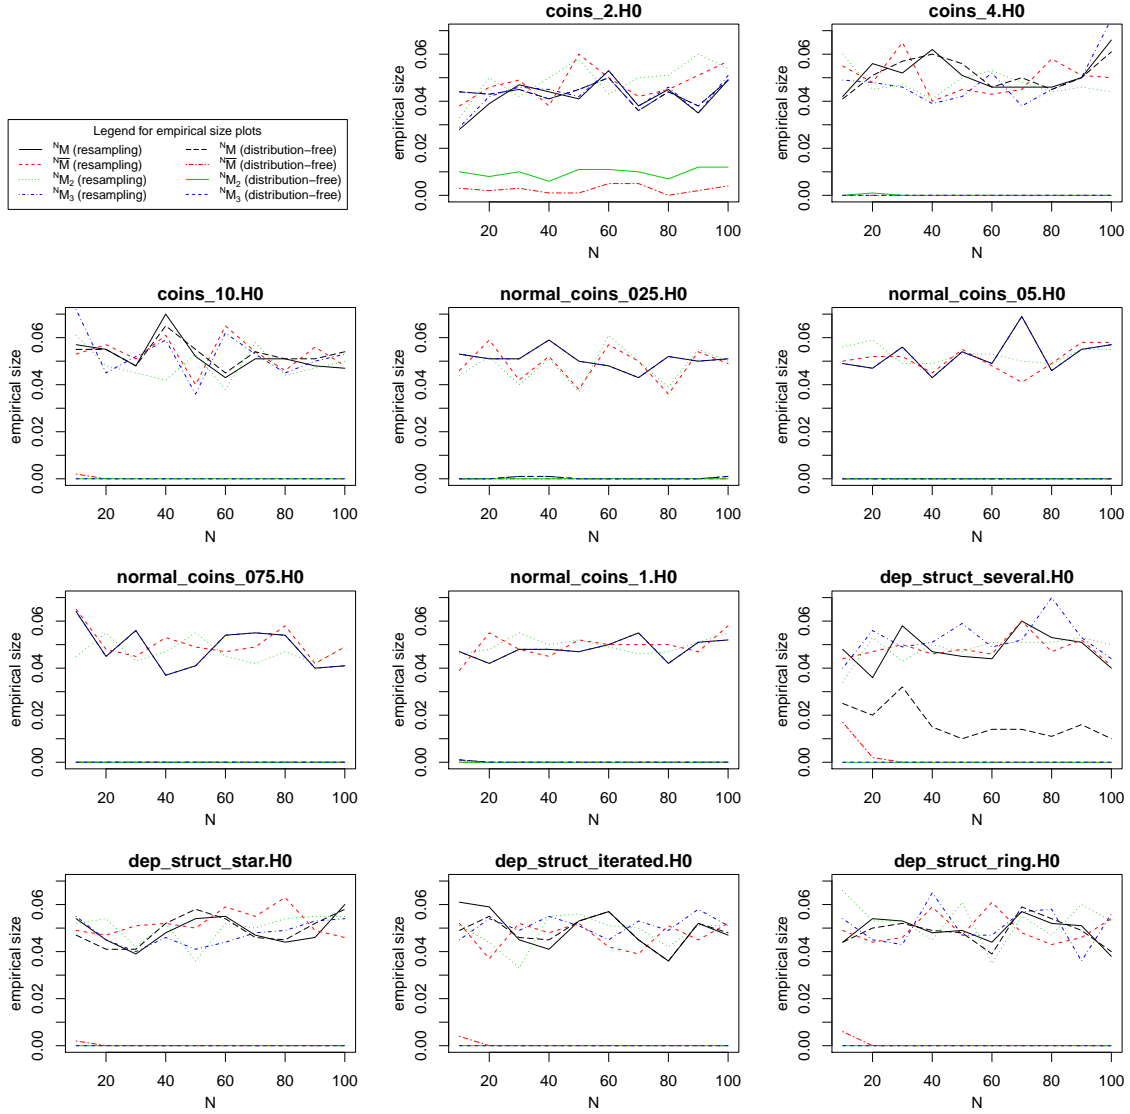 Legend for empirical size plots
ᴺM (resampling) ᴺM (distribution−free)
ᴺM̅ (resampling) ᴺM̅ (distribution−free)
ᴺM₂ (resampling) ᴺM₂ (distribution−free)
ᴺM₃ (resampling) ᴺM₃ (distribution−free)
coins_2.H0
empirical size
0.00 0.02 0.04 0.06
20 40 60 80 100
N
coins_4.H0
empirical size
0.00 0.02 0.04 0.06
20 40 60 80 100
N
coins_10.H0
empirical size
0.00 0.02 0.04 0.06
20 40 60 80 100
N
normal_coins_025.H0
empirical size
0.00 0.02 0.04 0.06
20 40 60 80 100
N
normal_coins_05.H0
empirical size
0.00 0.02 0.04 0.06
20 40 60 80 100
N
normal_coins_075.H0
empirical size
0.00 0.02 0.04 0.06
20 40 60 80 100
N
normal_coins_1.H0
empirical size
0.00 0.02 0.04 0.06
20 40 60 80 100
N
dep_struct_several.H0
empirical size
0.00 0.02 0.04 0.06
20 40 60 80 100
N
dep_struct_star.H0
empirical size
0.00 0.02 0.04 0.06
20 40 60 80 100
N
dep_struct_iterated.H0
empirical size
0.00 0.02 0.04 0.06
20 40 60 80 100
N
dep_struct_ring.H0
empirical size
0.00 0.02 0.04 0.06
20 40 60 80 100
N